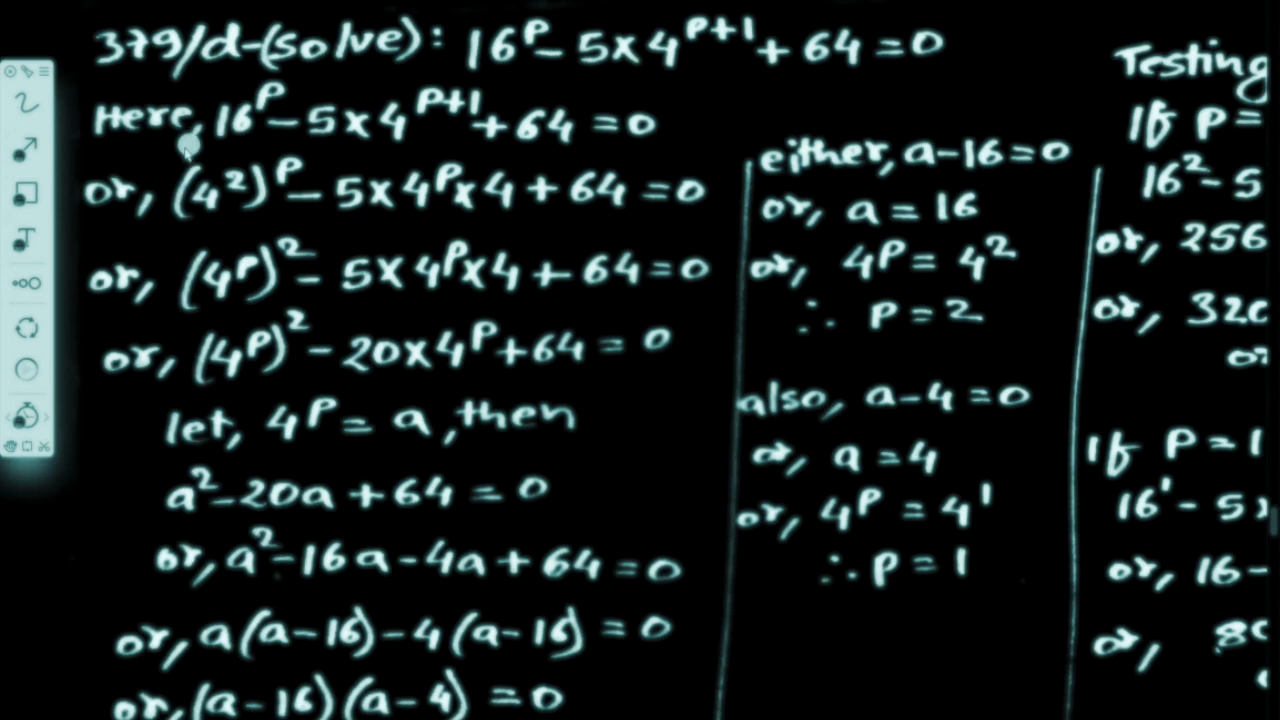 379/d-(solve): 16^P - 5x4^(P+1) + 64 = 0
Here, 16^P - 5x4^(P+1) + 64 = 0
or, (4^2)^P - 5x4^P x 4 + 64 = 0
or, (4^P)^2 - 5x4^P x 4 + 64 = 0
or, (4^P)^2 - 20x4^P + 64 = 0
let, 4^P = a, then
a^2 - 20a + 64 = 0
or, a^2 - 16a - 4a + 64 = 0
or, a(a-16) - 4(a-16) = 0
or, (a-16)(a-4) = 0
either, a-16 = 0
or, a = 16
or, 4^P = 4^2
∴ P = 2
also, a-4 = 0
or, a = 4
or, 4^P = 4^1
∴ P = 1
Testing
If P =
16^2 - 5
or, 256
or, 320
or
If P = 1
16^1 - 5x
or, 16 -
or, 80